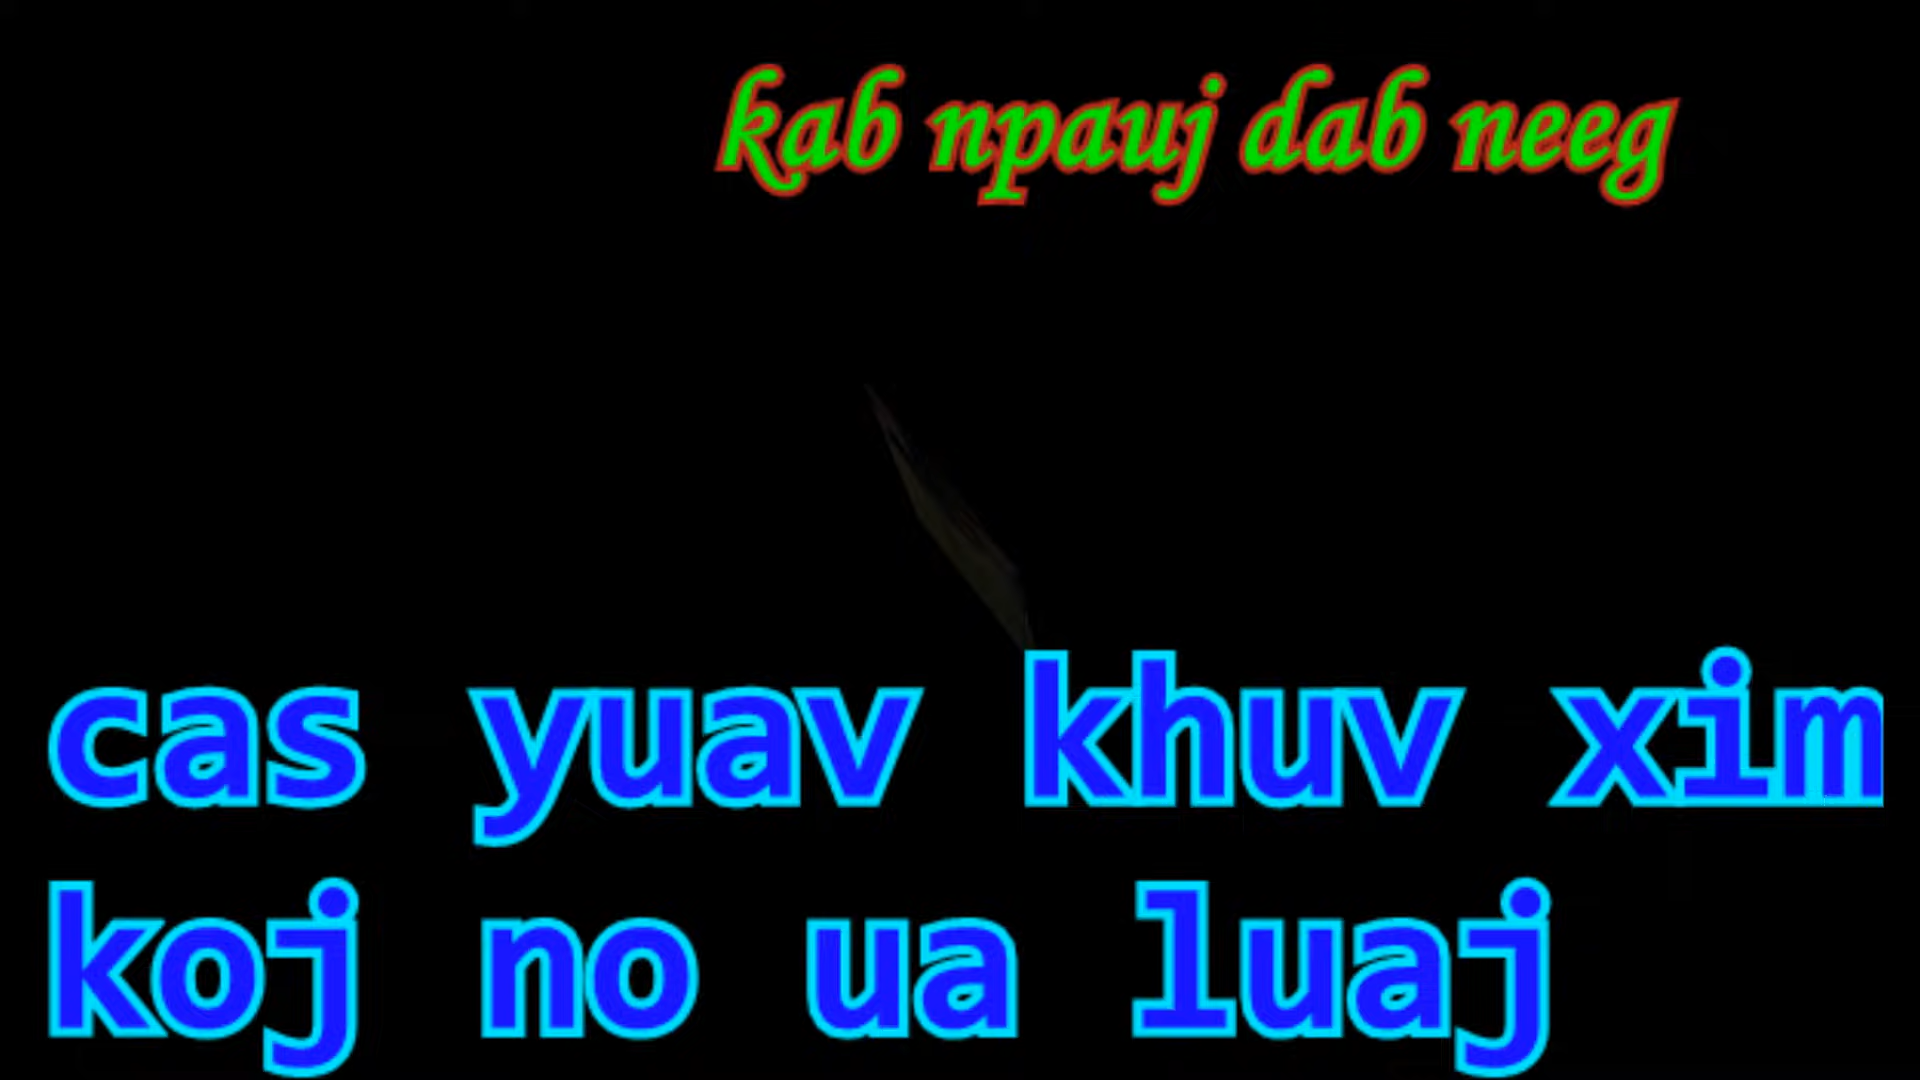 kab npauj dab neeg
cas yuav khuv xim
koj no ua luaj